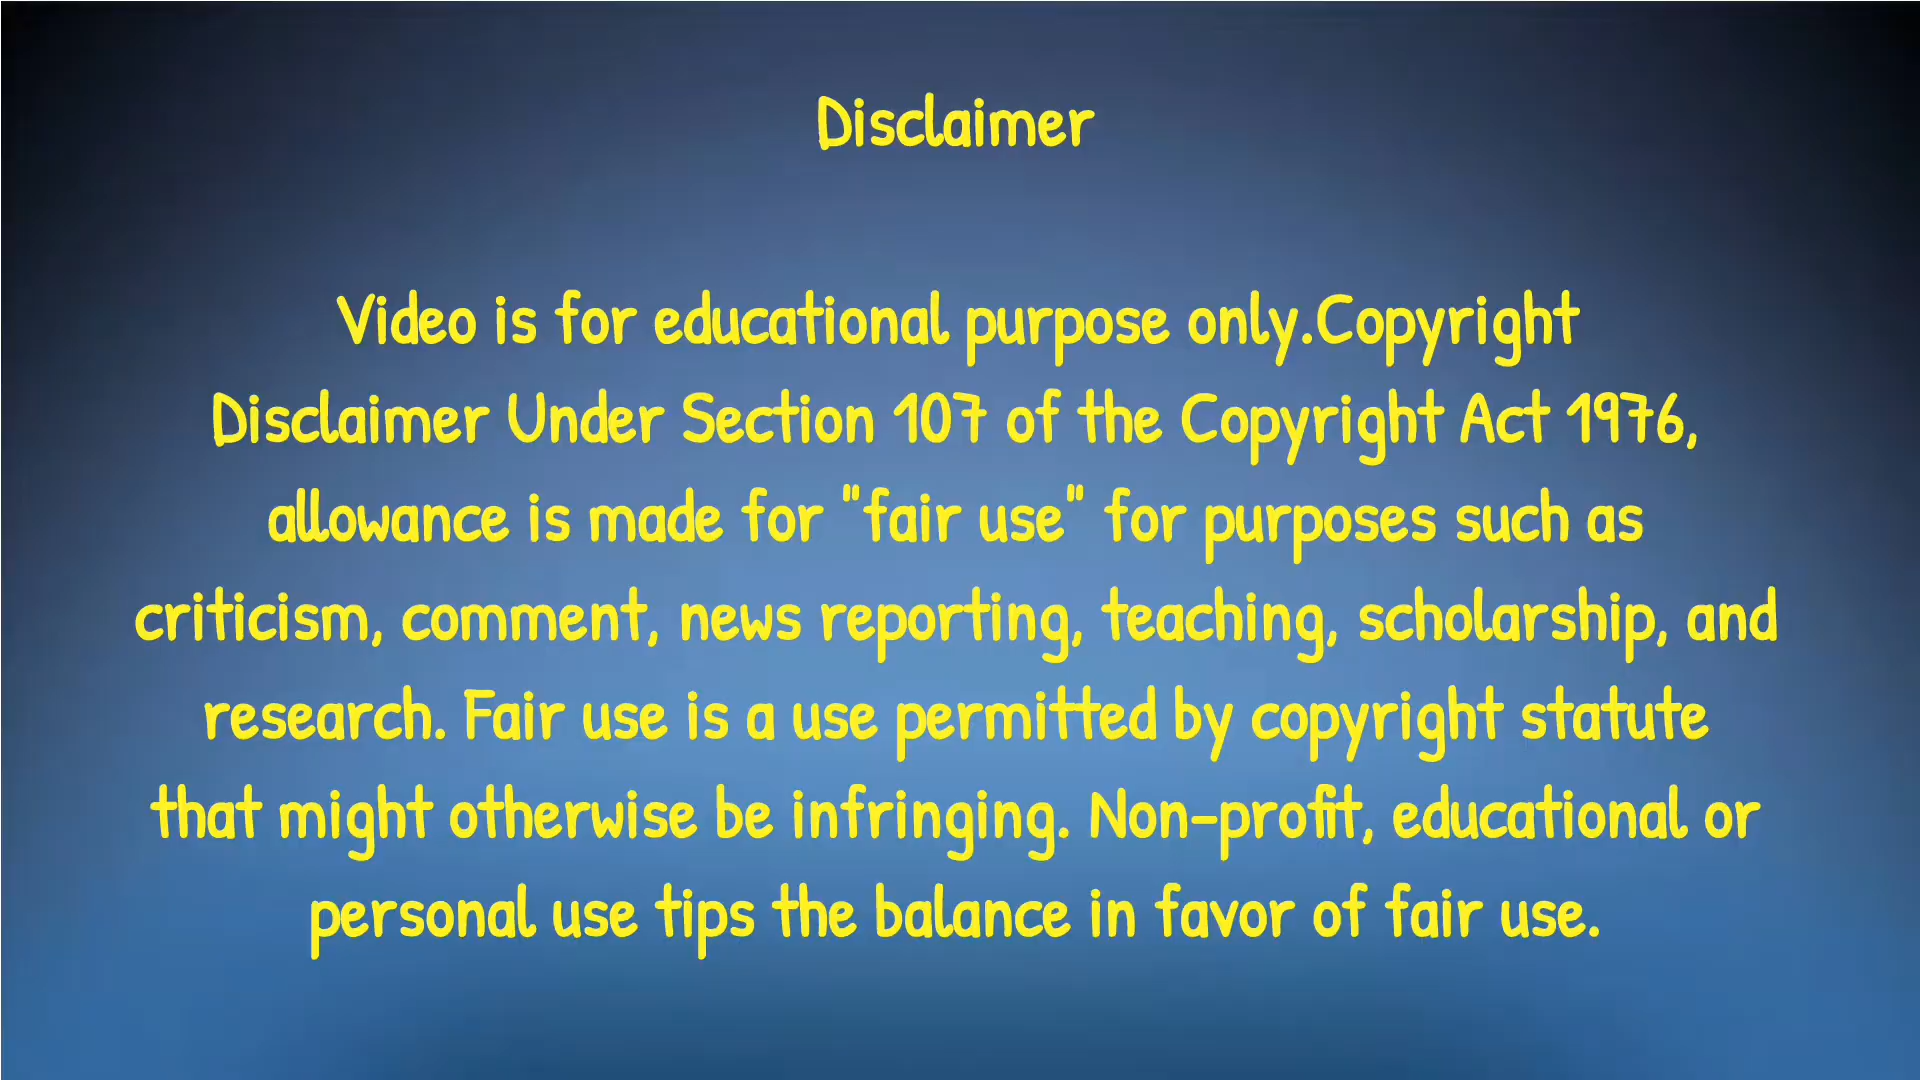 Disclaimer
Video is for educational purpose only.Copyright
Disclaimer Under Section 107 of the Copyright Act 1976,
allowance is made for "fair use" for purposes such as
criticism, comment, news reporting, teaching, scholarship, and
research. Fair use is a use permitted by copyright statute
that might otherwise be infringing. Non-profit, educational or
personal use tips the balance in favor of fair use.